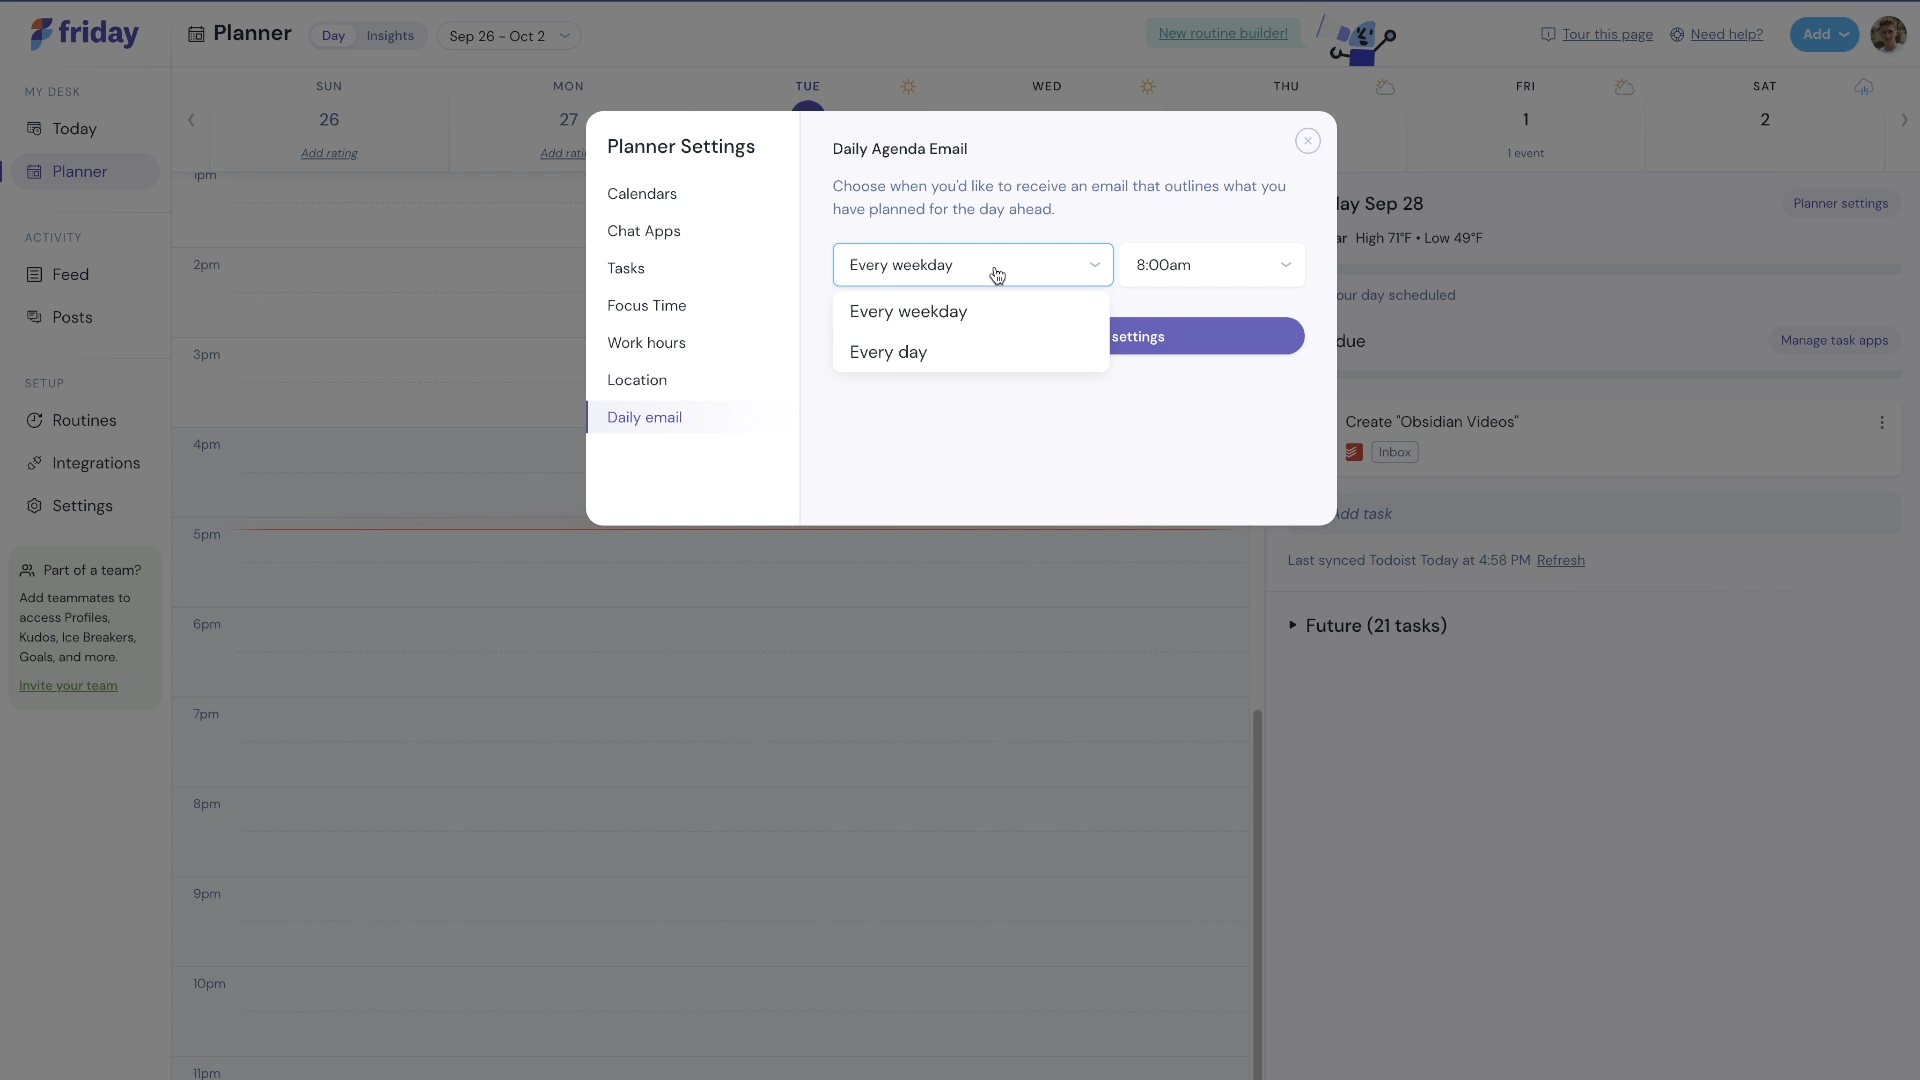 friday
Planner
Day
Insights
Sep 26 - Oct 2
New routine builder!
Tour this page
Need help?
Add
MY DESK
Today
Planner
ACTIVITY
Feed
Posts
SETUP
Routines
Integrations
Settings
Part of a team?
Add teammates to
access Profiles,
Kudos, Ice Breakers,
Goals, and more.
Invite your team
SUN
MON
TUE
WED
THU
FRI
SAT
26
27
1
2
Add rating
Add rati
1 event
1pm
2pm
3pm
4pm
5pm
6pm
7pm
8pm
9pm
10pm
11pm
Planner Settings
Calendars
Chat Apps
Tasks
Focus Time
Work hours
Location
Daily email
Daily Agenda Email
Choose when you'd like to receive an email that outlines what you
have planned for the day ahead.
Every weekday
8:00am
Every weekday
Every day
settings
lay Sep 28
Planner settings
ar High 71°F • Low 49°F
our day scheduled
due
Manage task apps
Create "Obsidian Videos"
Inbox
Add task
Last synced Todoist Today at 4:58 PM Refresh
Future (21 tasks)